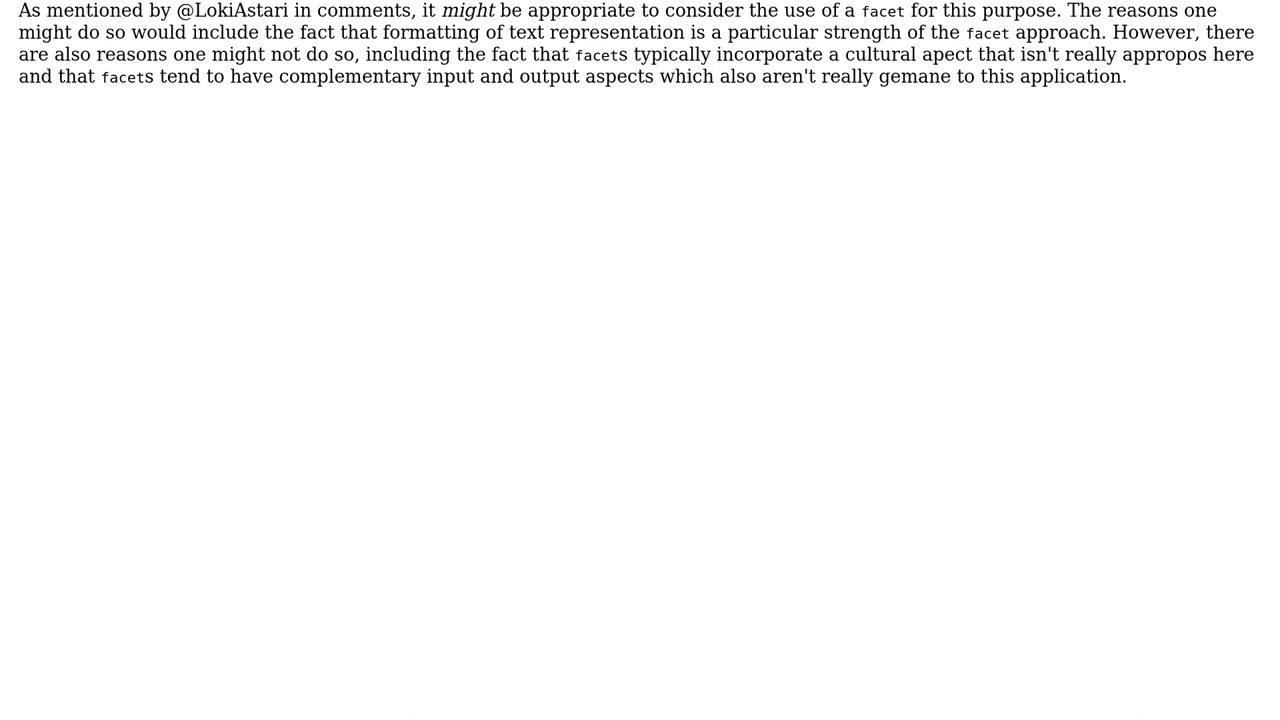 As mentioned by @LokiAstari in comments, it might be appropriate to consider the use of a facet for this purpose. The reasons one
might do so would include the fact that formatting of text representation is a particular strength of the facet approach. However, there
are also reasons one might not do so, including the fact that facets typically incorporate a cultural apect that isn't really appropos here
and that facets tend to have complementary input and output aspects which also aren't really gemane to this application.